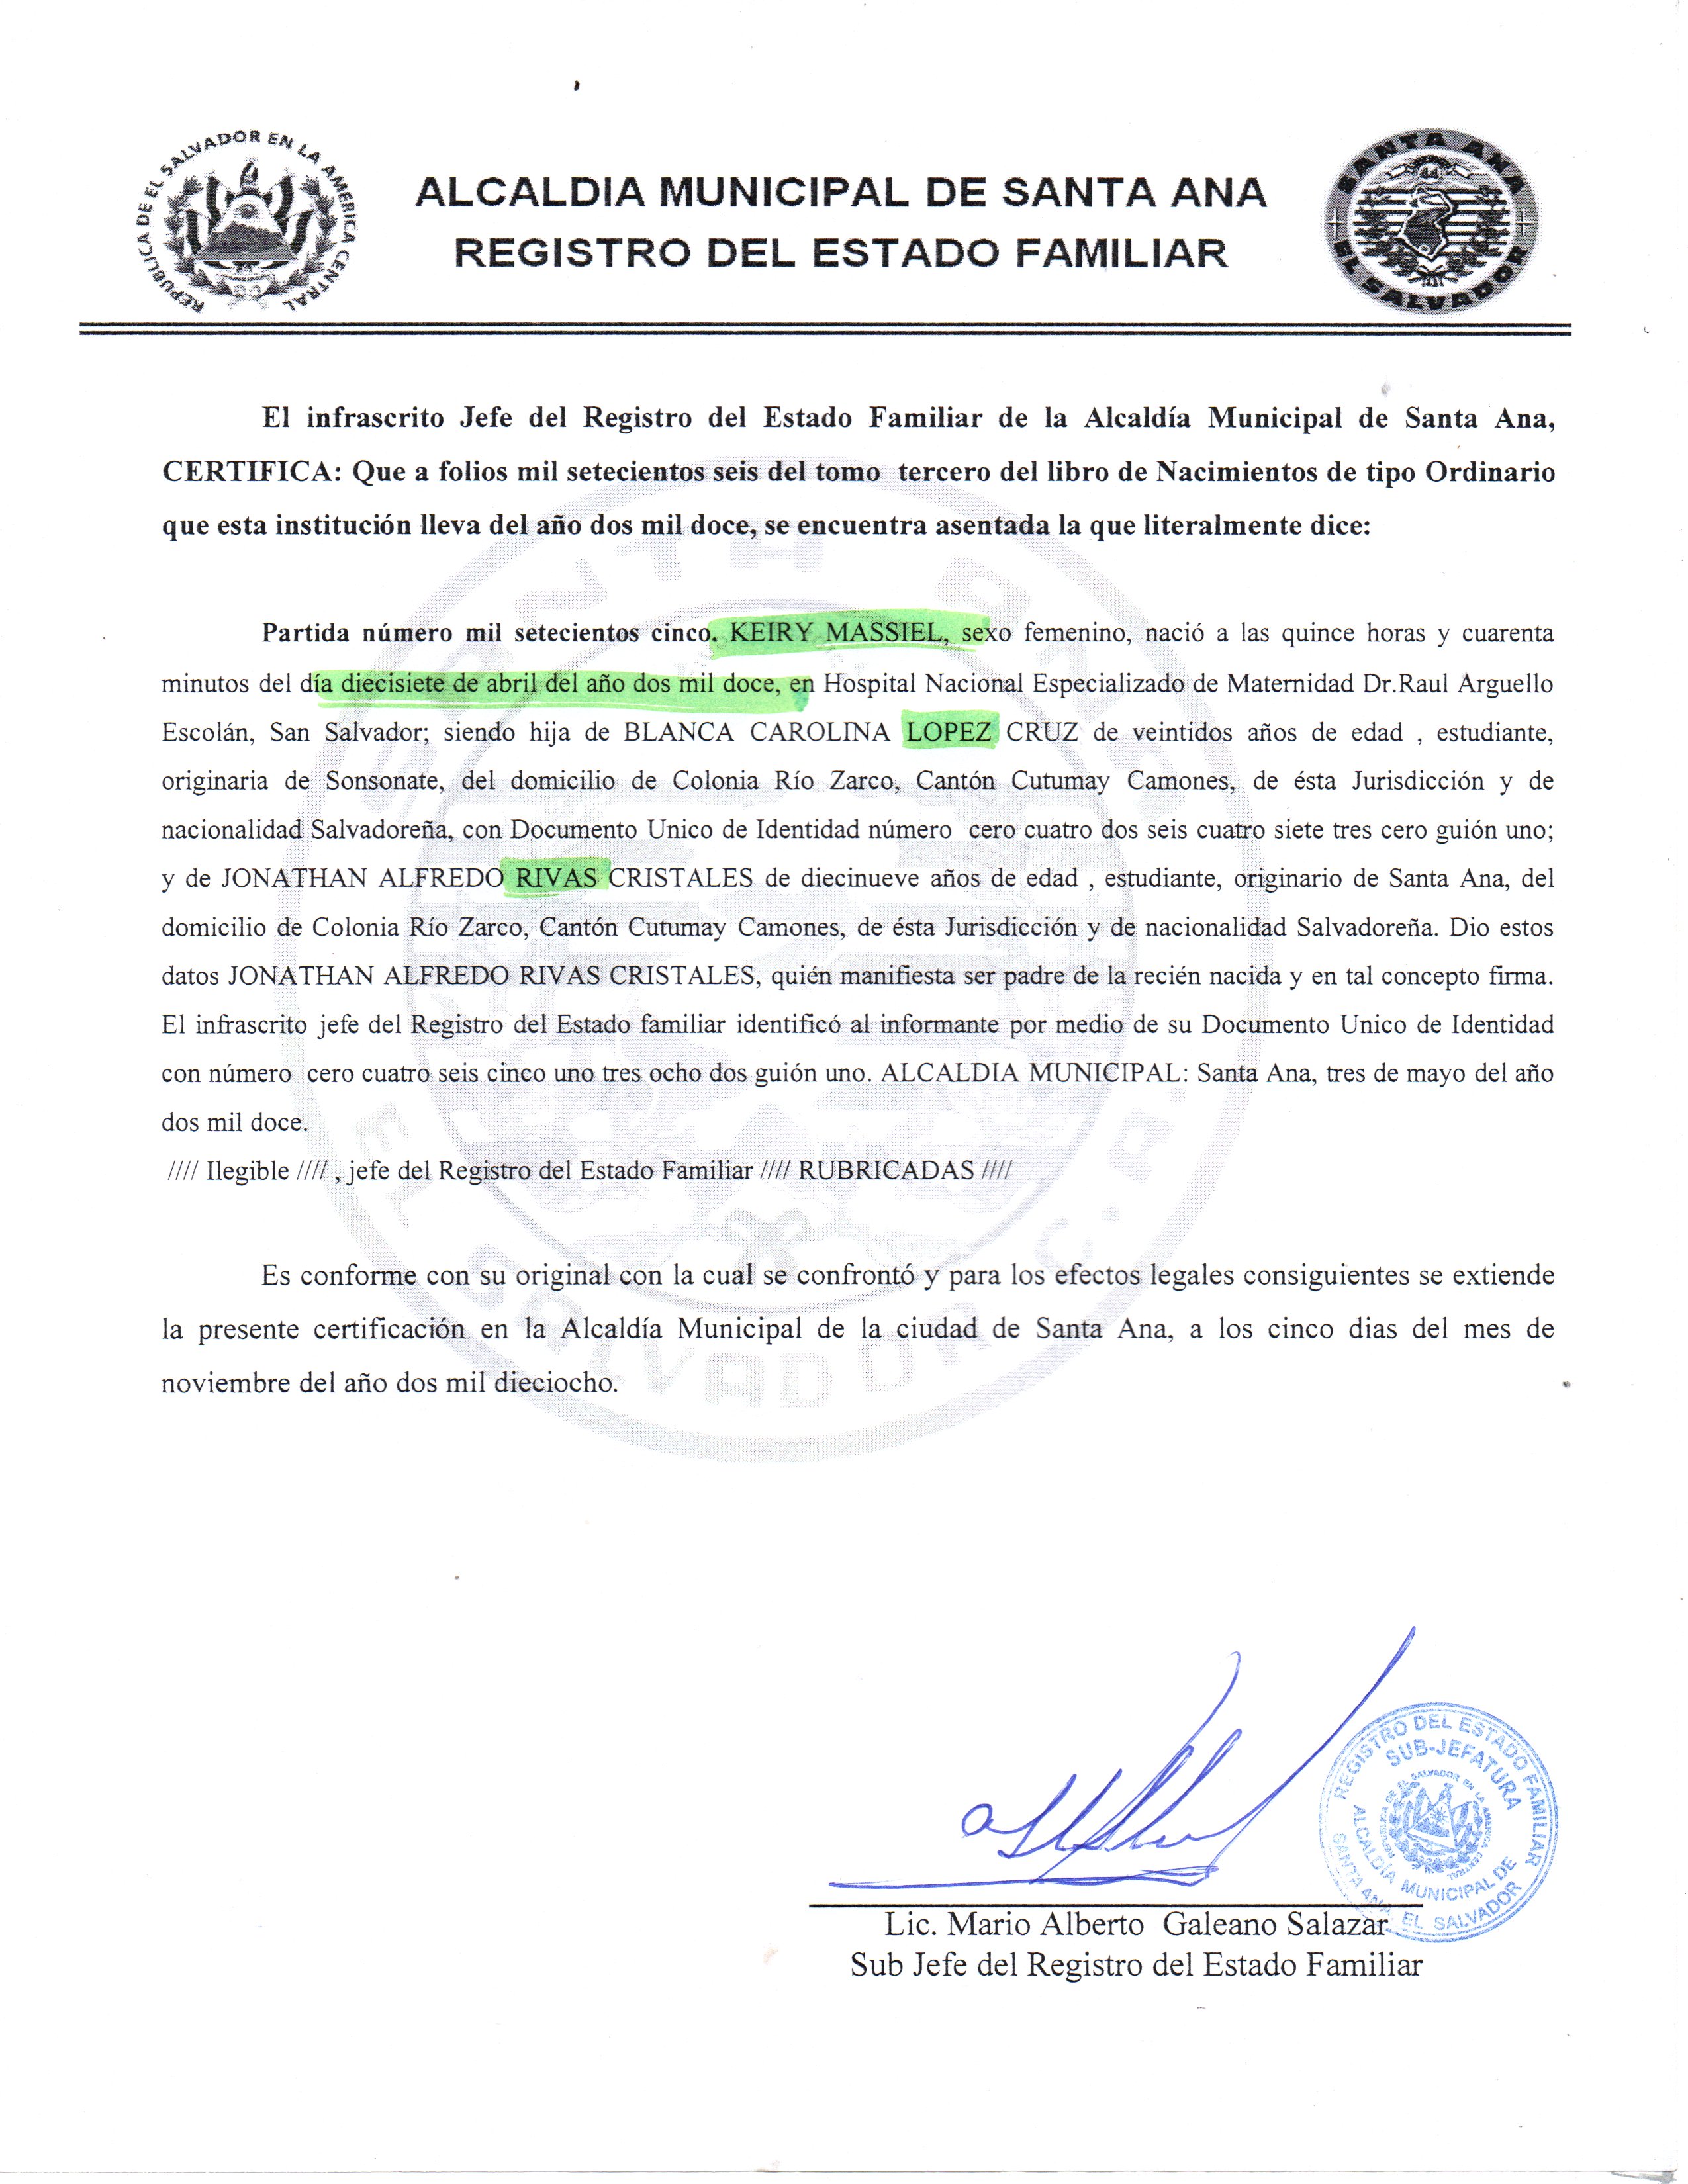 REPUBLICA DE EL SALVADOR EN LA AMERICA CENTRAL
ALCALDIA MUNICIPAL DE SANTA ANA
REGISTRO DEL ESTADO FAMILIAR
SANTA ANA
44
EL SALVADOR
El infrascrito Jefe del Registro del Estado Familiar de la Alcaldía Municipal de Santa Ana,
CERTIFICA: Que a folios mil setecientos seis del tomo tercero del libro de Nacimientos de tipo Ordinario
que esta institución lleva del año dos mil doce, se encuentra asentada la que literalmente dice:
Partida número mil setecientos cinco. KEIRY MASSIEL, sexo femenino, nació a las quince horas y cuarenta
minutos del día diecisiete de abril del año dos mil doce, en Hospital Nacional Especializado de Maternidad Dr.Raul Arguello
Escolán, San Salvador; siendo hija de BLANCA CAROLINA LOPEZ CRUZ de veintidos años de edad , estudiante,
originaria de Sonsonate, del domicilio de Colonia Río Zarco, Cantón Cutumay Camones, de ésta Jurisdicción y de
nacionalidad Salvadoreña, con Documento Unico de Identidad número cero cuatro dos seis cuatro siete tres cero guión uno;
y de JONATHAN ALFREDO RIVAS CRISTALES de diecinueve años de edad , estudiante, originario de Santa Ana, del
domicilio de Colonia Río Zarco, Cantón Cutumay Camones, de ésta Jurisdicción y de nacionalidad Salvadoreña. Dio estos
datos JONATHAN ALFREDO RIVAS CRISTALES, quién manifiesta ser padre de la recién nacida y en tal concepto firma.
El infrascrito jefe del Registro del Estado familiar identificó al informante por medio de su Documento Unico de Identidad
con número cero cuatro seis cinco uno tres ocho dos guión uno. ALCALDIA MUNICIPAL: Santa Ana, tres de mayo del año
dos mil doce.
//// Ilegible //// , jefe del Registro del Estado Familiar //// RUBRICADAS ////
Es conforme con su original con la cual se confrontó y para los efectos legales consiguientes se extiende
la presente certificación en la Alcaldía Municipal de la ciudad de Santa Ana, a los cinco dias del mes de
noviembre del año dos mil dieciocho.
REGISTRO DEL ESTADO FAMILIAR
SUB-JEFATURA
ALCALDÍA MUNICIPAL DE
SANTA ANA, EL SALVADOR
Lic. Mario Alberto Galeano Salazar
Sub Jefe del Registro del Estado Familiar